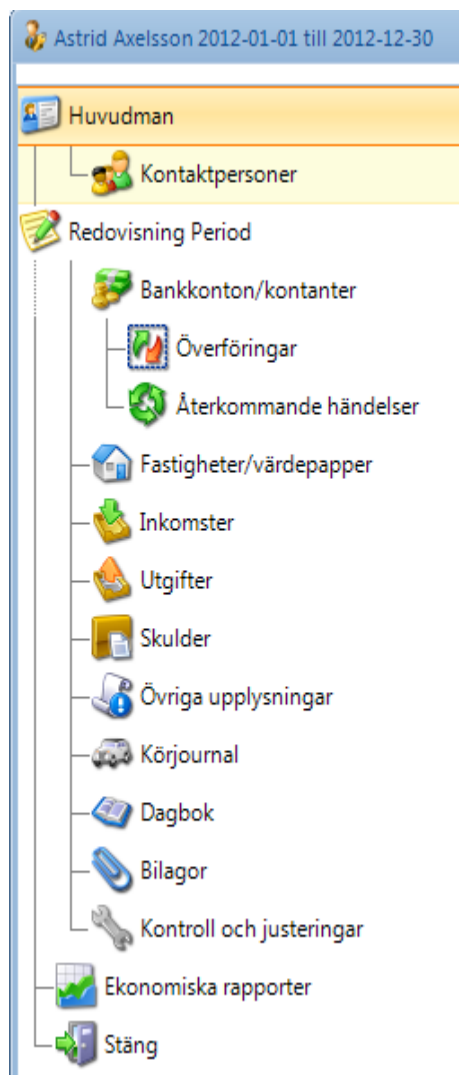 Astrid Axelsson 2012-01-01 till 2012-12-30
Huvudman
Kontaktpersoner
Redovisning Period
Bankkonton/kontanter
Överföringar
Återkommande händelser
Fastigheter/värdepapper
Inkomster
Utgifter
Skulder
Övriga upplysningar
Körjournal
Dagbok
Bilagor
Kontroll och justeringar
Ekonomiska rapporter
Stäng